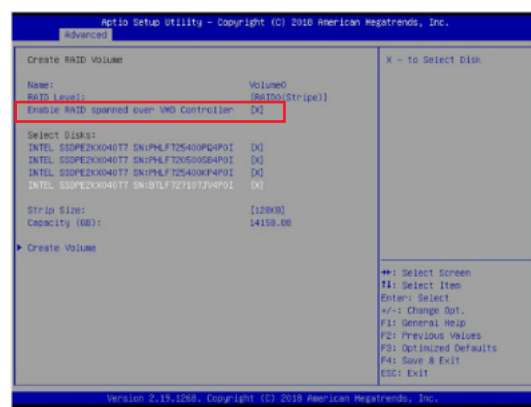 Aptio Setup Utility – Copyright (C) 2018 American Megatrends, Inc.
Advanced
Create RAID Volume
X - to Select Disk
Name: Volume0
RAID Level: [RAID0(Stripe)]
Enable RAID spanned over VMD Controller [X]
Select Disks:
INTEL SSDPE2KX040T7 SN:PHLF725400PQ4P0I [X]
INTEL SSDPE2KX040T7 SN:PHLF720500SB4P0I [X]
INTEL SSDPE2KX040T7 SN:PHLF725400KP4P0I [X]
INTEL SSDPE2KX040T7 SN:BTLF727107JV4P0I [X]
Strip Size: [128KB]
Capacity (GB): 14158.08
Create Volume
↔: Select Screen
↑↓: Select Item
Enter: Select
+/-: Change Opt.
F1: General Help
F2: Previous Values
F3: Optimized Defaults
F4: Save & Exit
ESC: Exit
Version 2.19.1268. Copyright (C) 2018 American Megatrends, Inc.